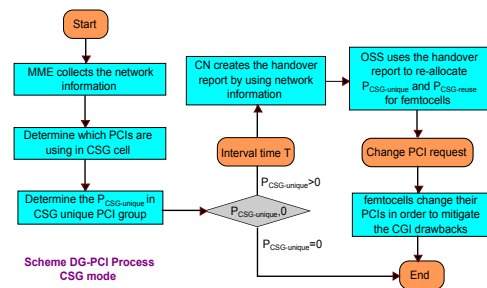 Start
MME collects the network
information
Determine which PCIs are
using in CSG cell
Determine the PCSG-unique in
CSG unique PCI group
Scheme DG-PCI Process
CSG mode
CN creates the handover
report by using network
information
Interval time T
PCSG-unique>0
PCSG-unique,0
PCSG-unique=0
OSS uses the handover
report to re-allocate
PCSG-unique and PCSG-reuse
for femtocells
Change PCI request
femtocells change their
PCIs in order to mitigate
the CGI drawbacks
End